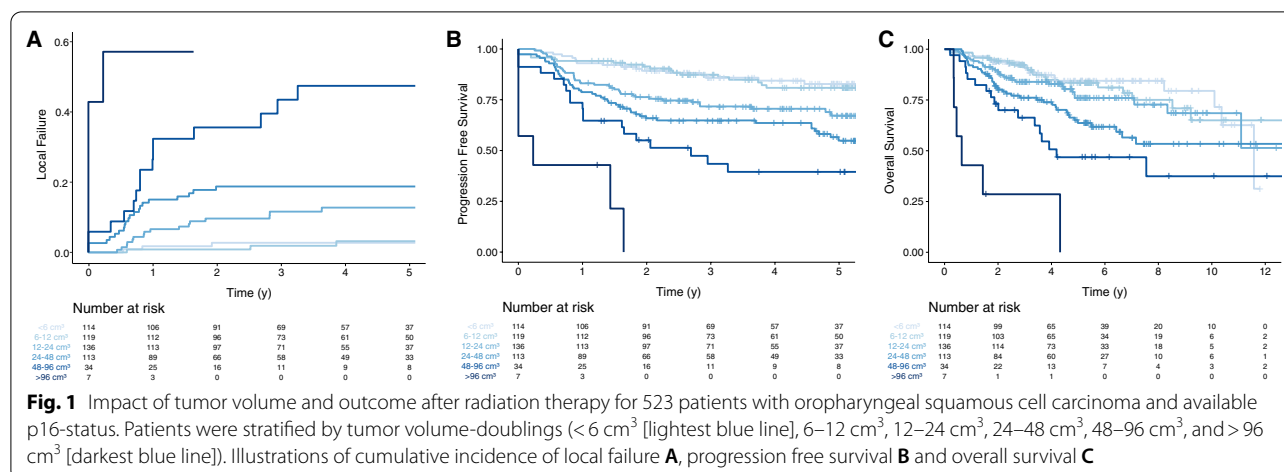 A
B
C
Local Failure
0.6
0.4
0.2
0.0
0 1 2 3 4 5
Time (y)
Progression Free Survival
1.00
0.75
0.50
0.25
0.00
0 1 2 3 4 5
Time (y)
Overall Survival
1.00
0.75
0.50
0.25
0.00
0 2 4 6 8 10 12
Time (y)
Number at risk
<6 cm³ 114 106 91 69 57 37
6-12 cm³ 119 112 96 73 61 50
12-24 cm³ 136 113 97 71 55 37
24-48 cm³ 113 89 66 58 49 33
48-96 cm³ 34 25 16 11 9 8
>96 cm³ 7 3 0 0 0 0
Number at risk
<6 cm³ 114 106 91 69 57 37
6-12 cm³ 119 112 96 73 61 50
12-24 cm³ 136 113 97 71 55 37
24-48 cm³ 113 89 66 58 49 33
48-96 cm³ 34 25 16 11 9 8
>96 cm³ 7 3 0 0 0 0
Number at risk
<6 cm³ 114 99 65 39 20 10 0
6-12 cm³ 119 103 65 34 19 6 2
12-24 cm³ 136 114 73 33 18 5 2
24-48 cm³ 113 84 60 27 10 6 1
48-96 cm³ 34 22 13 7 4 3 2
>96 cm³ 7 1 1 0 0 0 0
Fig. 1 Impact of tumor volume and outcome after radiation therapy for 523 patients with oropharyngeal squamous cell carcinoma and available
p16-status. Patients were stratified by tumor volume-doublings (< 6 cm³ [lightest blue line], 6–12 cm³, 12–24 cm³, 24–48 cm³, 48–96 cm³, and > 96
cm³ [darkest blue line]). Illustrations of cumulative incidence of local failure A, progression free survival B and overall survival C